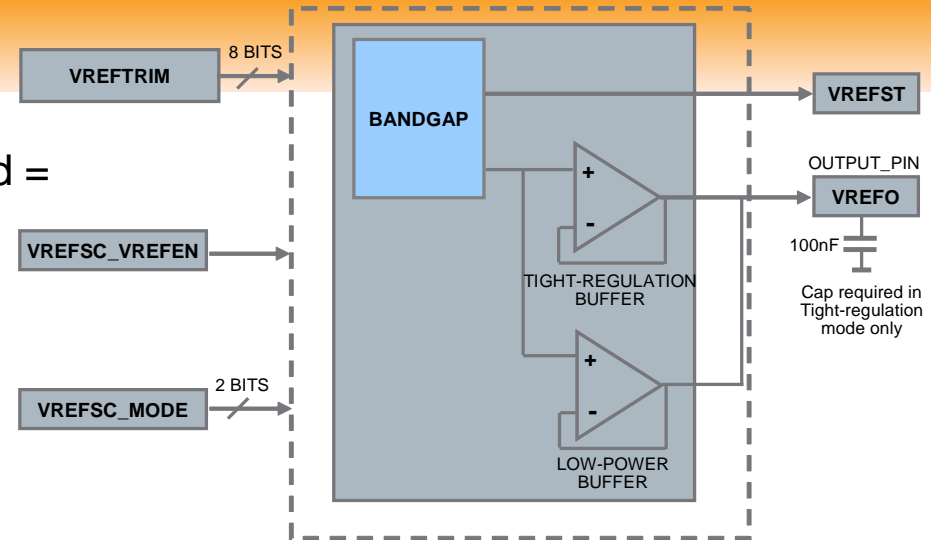 8 BITS
VREFTRIM
VREFST
BANDGAP
OUTPUT_PIN
d =
+
VREFO
-
VREFSC_VREFEN
100nF
TIGHT-REGULATION
BUFFER
Cap required in
Tight-regulation
mode only
+
2 BITS
VREFSC_MODE
-
LOW-POWER
BUFFER